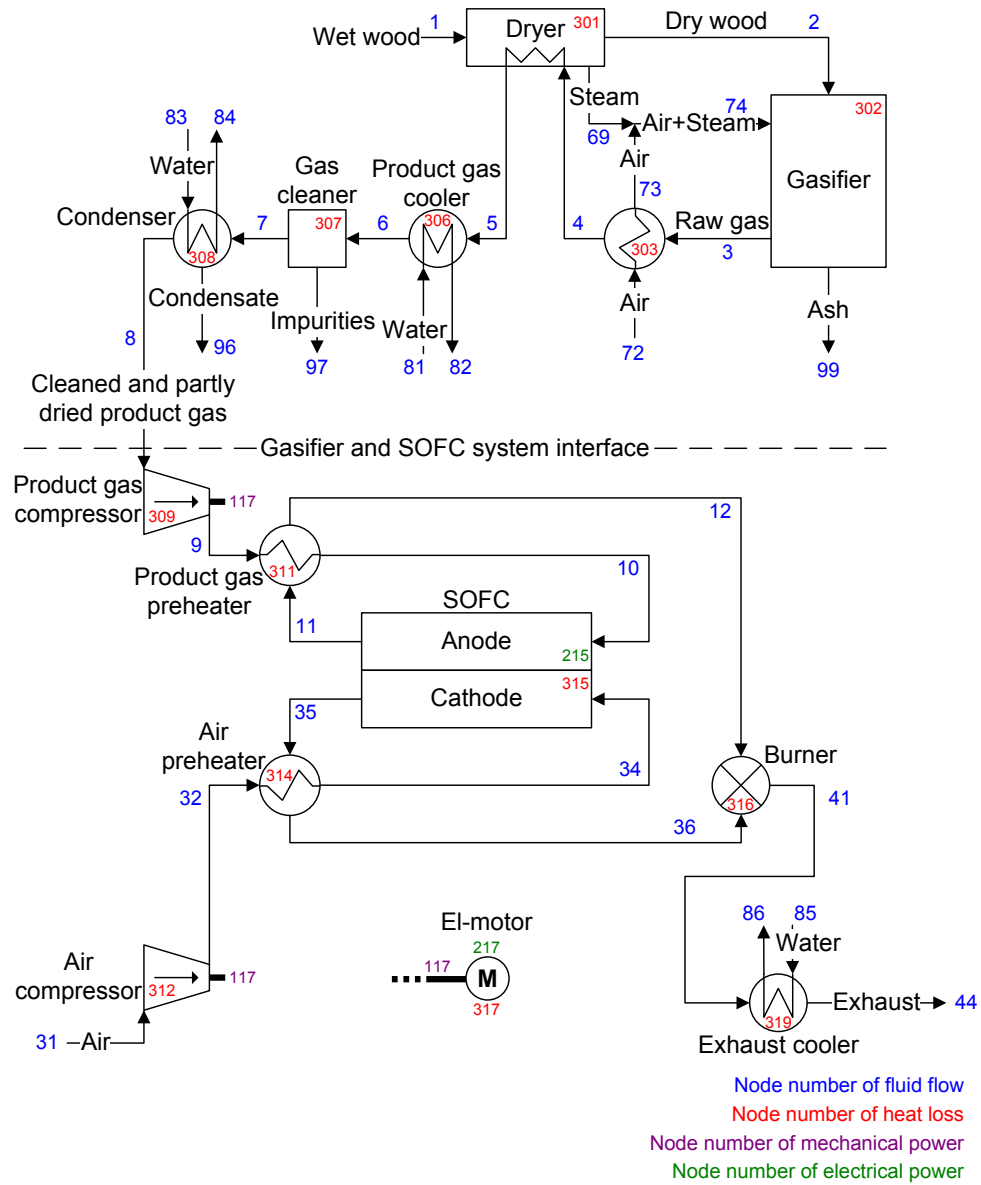 1
Wet wood
Dryer
301
Dry wood
2
Steam
69
Air+Steam
74
302
Gasifier
83
84
Water
Condenser
308
7
Gas
cleaner
307
6
Product gas
cooler
306
5
4
Air
73
303
Raw gas
3
Condensate
96
Impurities
97
Water
81
82
Air
72
Ash
99
8
Cleaned and partly
dried product gas
Gasifier and SOFC system interface
Product gas
compressor
309
117
9
311
Product gas
preheater
12
10
11
SOFC
Anode
215
Cathode
315
35
Air
preheater
314
34
32
36
Burner
316
41
Air
compressor
312
117
31
Air
El-motor
217
117
M
317
86
85
Water
319
Exhaust
44
Exhaust cooler
Node number of fluid flow
Node number of heat loss
Node number of mechanical power
Node number of electrical power